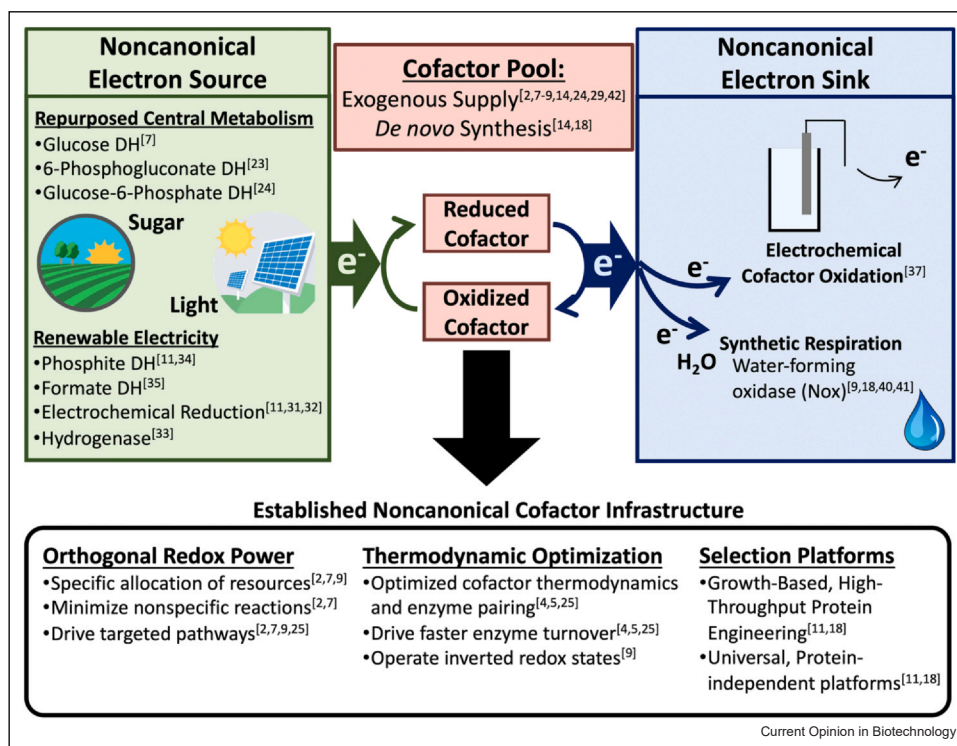 Noncanonical
Electron Source
Repurposed Central Metabolism
•Glucose DH[7]
•6-Phosphogluconate DH[23]
•Glucose-6-Phosphate DH[24]
Sugar
Light
Renewable Electricity
•Phosphite DH[11,34]
•Formate DH[35]
•Electrochemical Reduction[11,31,32]
•Hydrogenase[33]
Cofactor Pool:
Exogenous Supply[2,7-9,14,24,29,42]
De novo Synthesis[14,18]
e-
Reduced
Cofactor
Oxidized
Cofactor
e-
Noncanonical
Electron Sink
e-
Electrochemical
Cofactor Oxidation[37]
e-
e-
H2O
Synthetic Respiration
Water-forming
oxidase (Nox)[9,18,40,41]
Established Noncanonical Cofactor Infrastructure
Orthogonal Redox Power
•Specific allocation of resources[2,7,9]
•Minimize nonspecific reactions[2,7]
•Drive targeted pathways[2,7,9,25]
Thermodynamic Optimization
•Optimized cofactor thermodynamics
and enzyme pairing[4,5,25]
•Drive faster enzyme turnover[4,5,25]
•Operate inverted redox states[9]
Selection Platforms
•Growth-Based, High-
Throughput Protein
Engineering[11,18]
•Universal, Protein-
independent platforms[11,18]
Current Opinion in Biotechnology